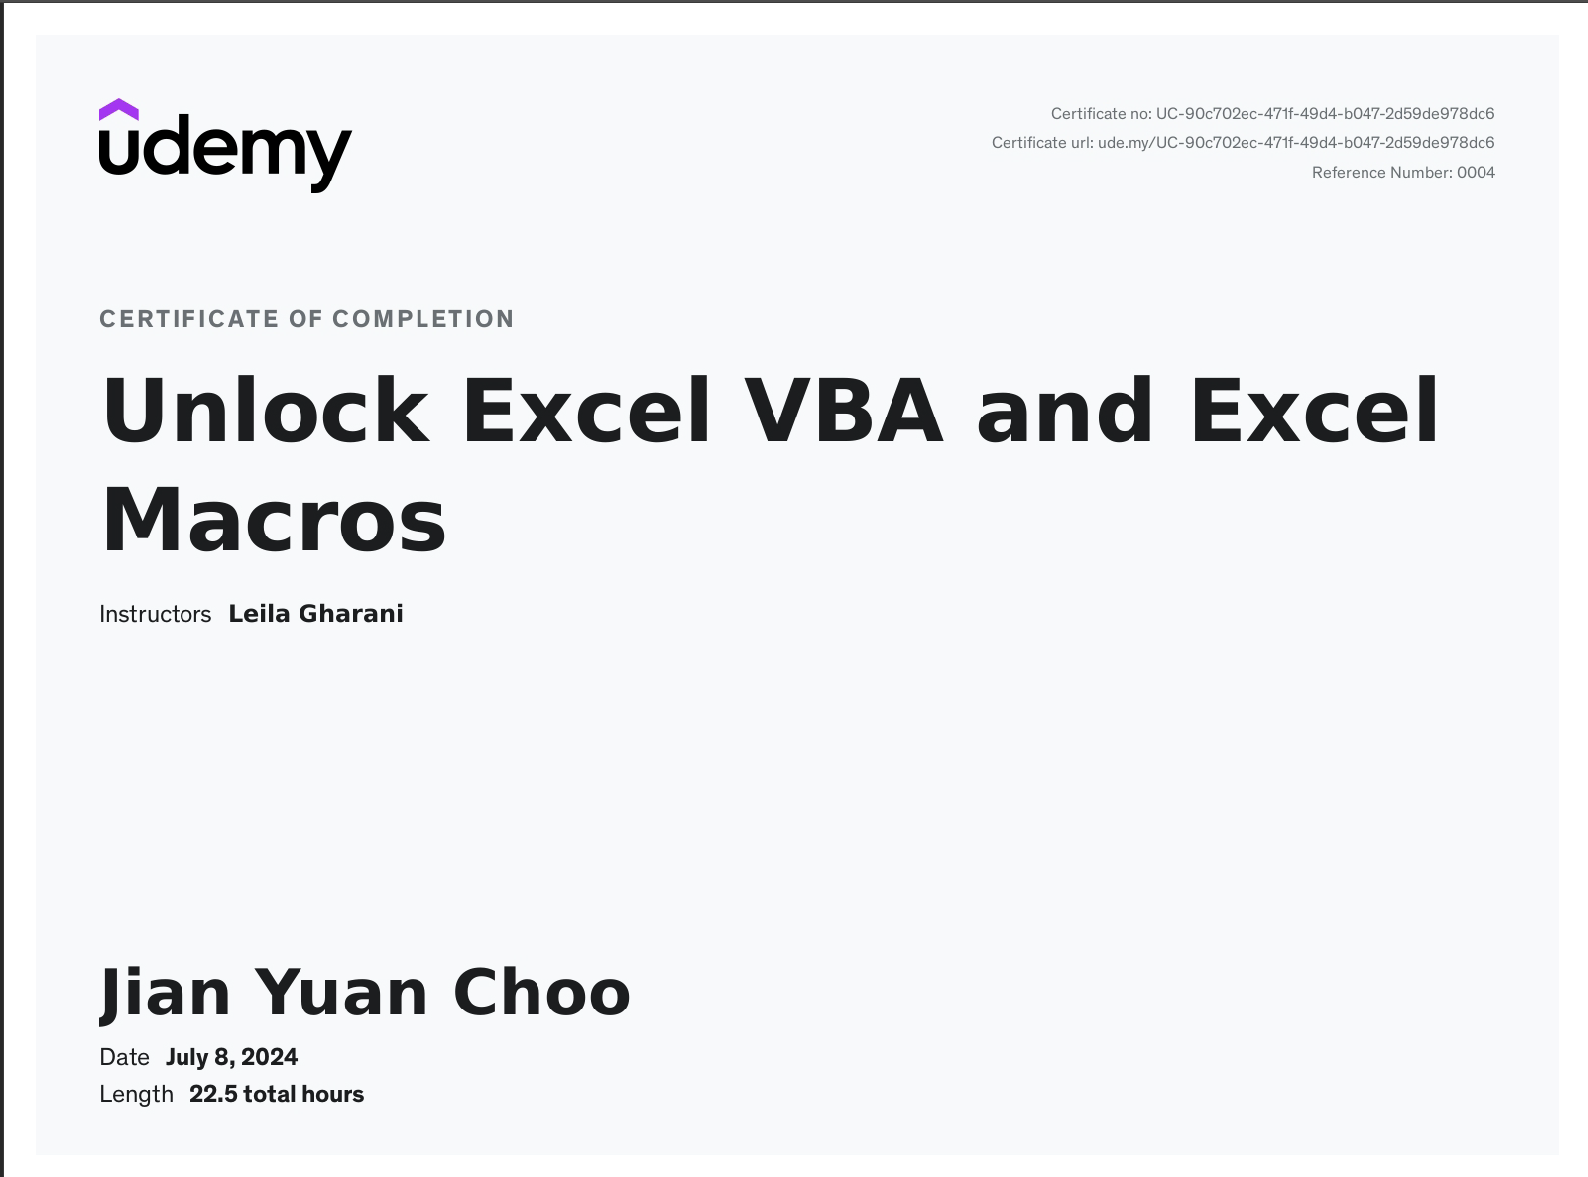 udemy
Certificate no: UC-90c702ec-471f-49d4-b047-2d59de978dc6
Certificate url: ude.my/UC-90c702ec-471f-49d4-b047-2d59de978dc6
Reference Number: 0004
CERTIFICATE OF COMPLETION
Unlock Excel VBA and Excel
Macros
Instructors Leila Gharani
Jian Yuan Choo
Date July 8, 2024
Length 22.5 total hours